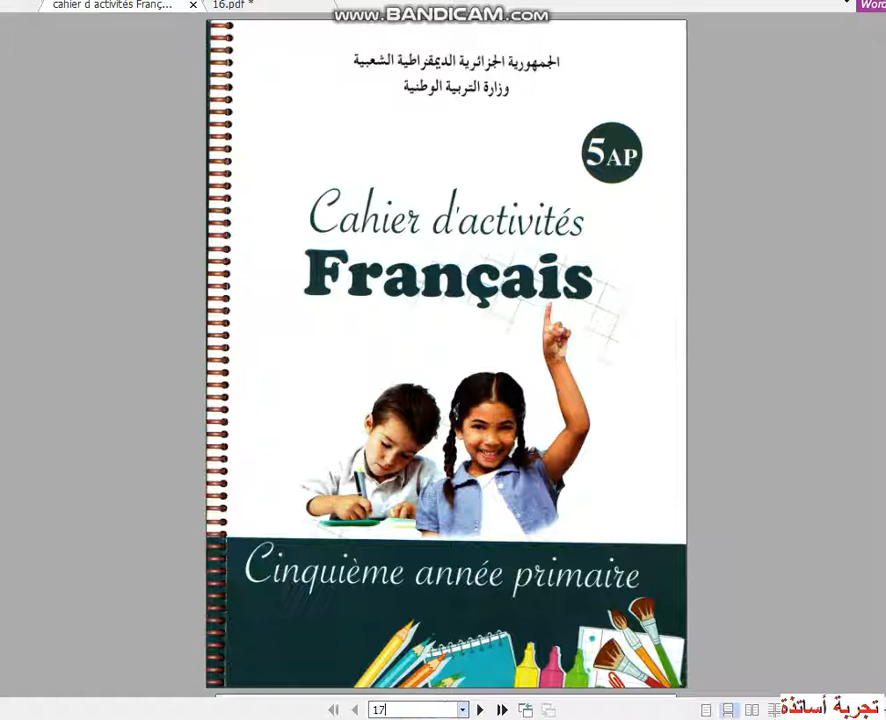 cahier d activités Franç...
16.pdf *
WWW.BANDICAM.COM
Word
الجمهورية الجزائرية الديمقراطية الشعبية
وزارة التربية الوطنية
5AP
Cahier d'activités
Français
Cinquième année primaire
17
تجربة أساتذة